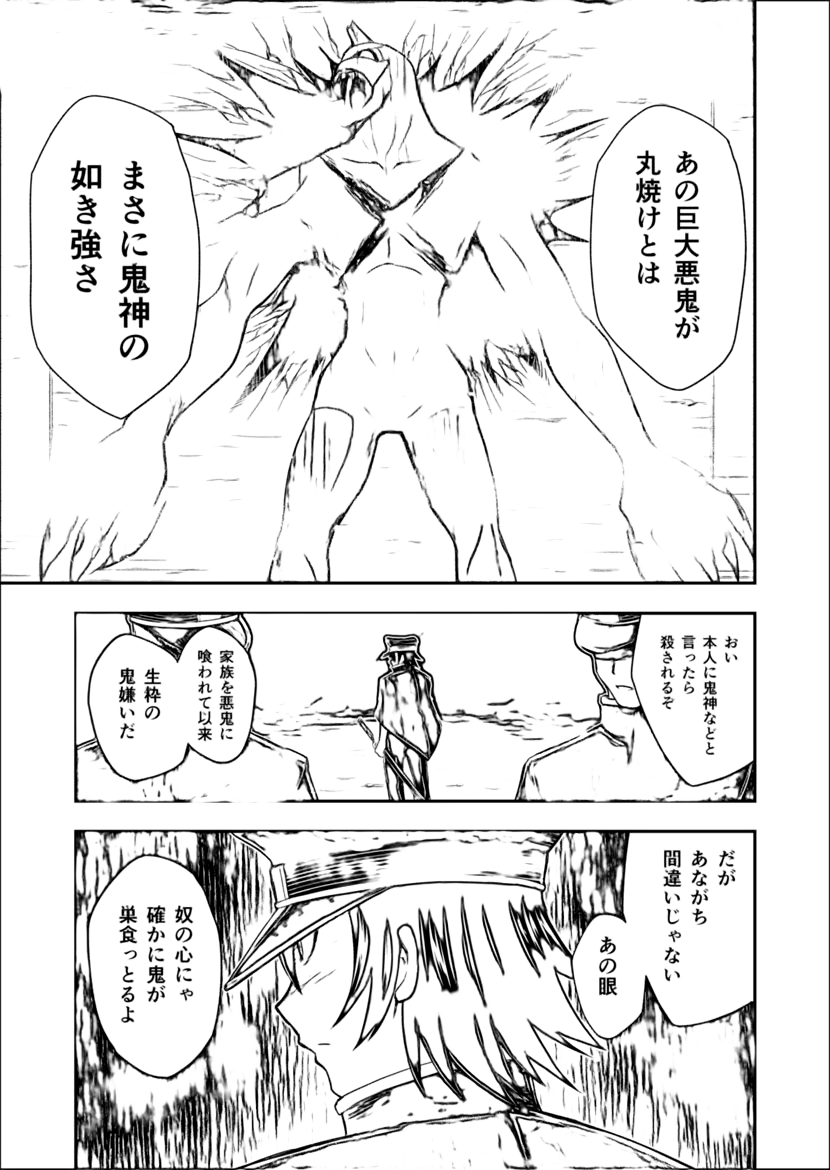 あの巨大悪鬼が
丸焼けとは
まさに鬼神の
如き強さ
おい
本人に鬼神などと
言ったら
殺されるぞ
家族を悪鬼に
喰われて以来
生粋の
鬼嫌いだ
だが
あながち
間違いじゃない
あの眼
奴の心にゃ
確かに鬼が
巣食っとるよ